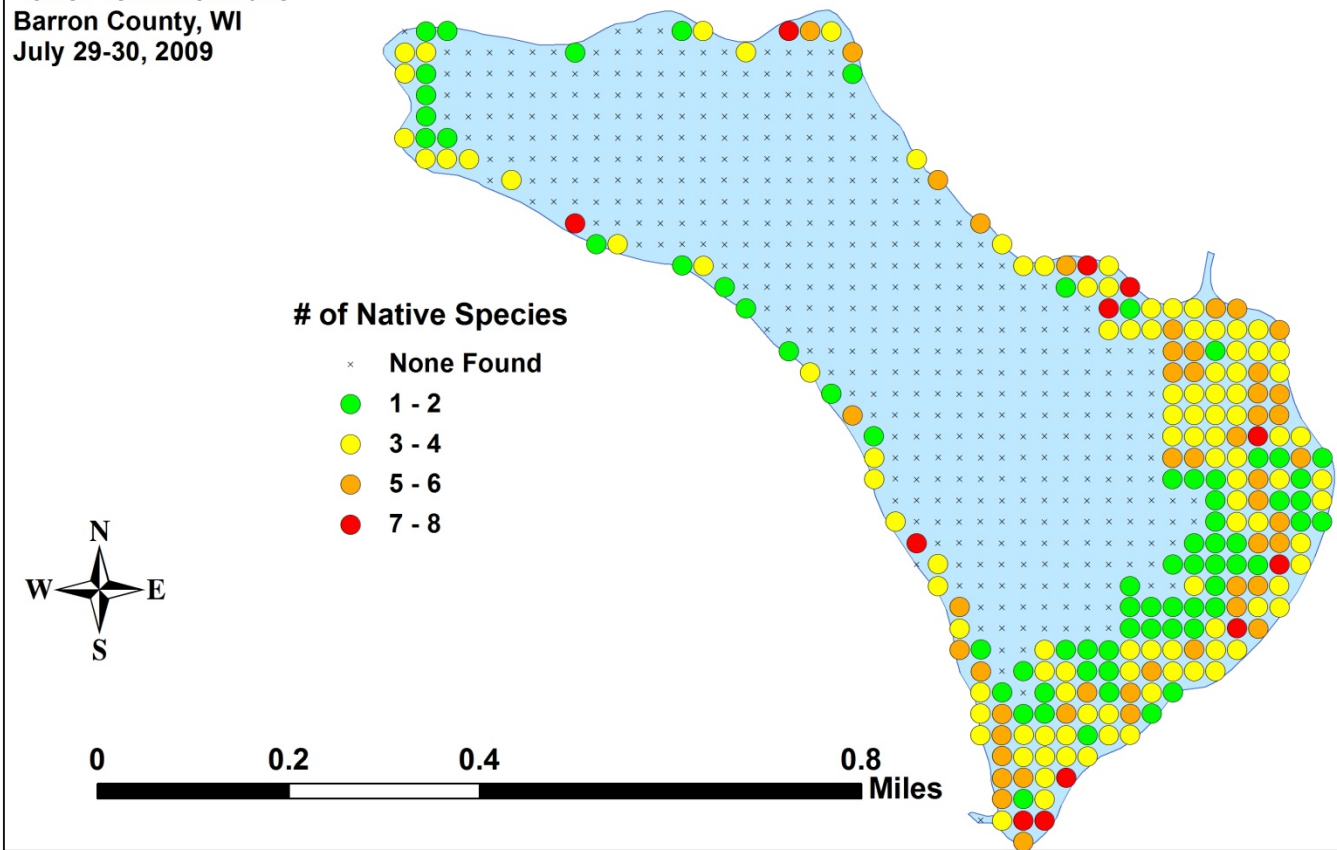 Barron County, WI
July 29-30, 2009
# of Native Species
None Found
1 - 2
3 - 4
5 - 6
7 - 8
N
W E
S
0 0.2 0.4 0.8
Miles